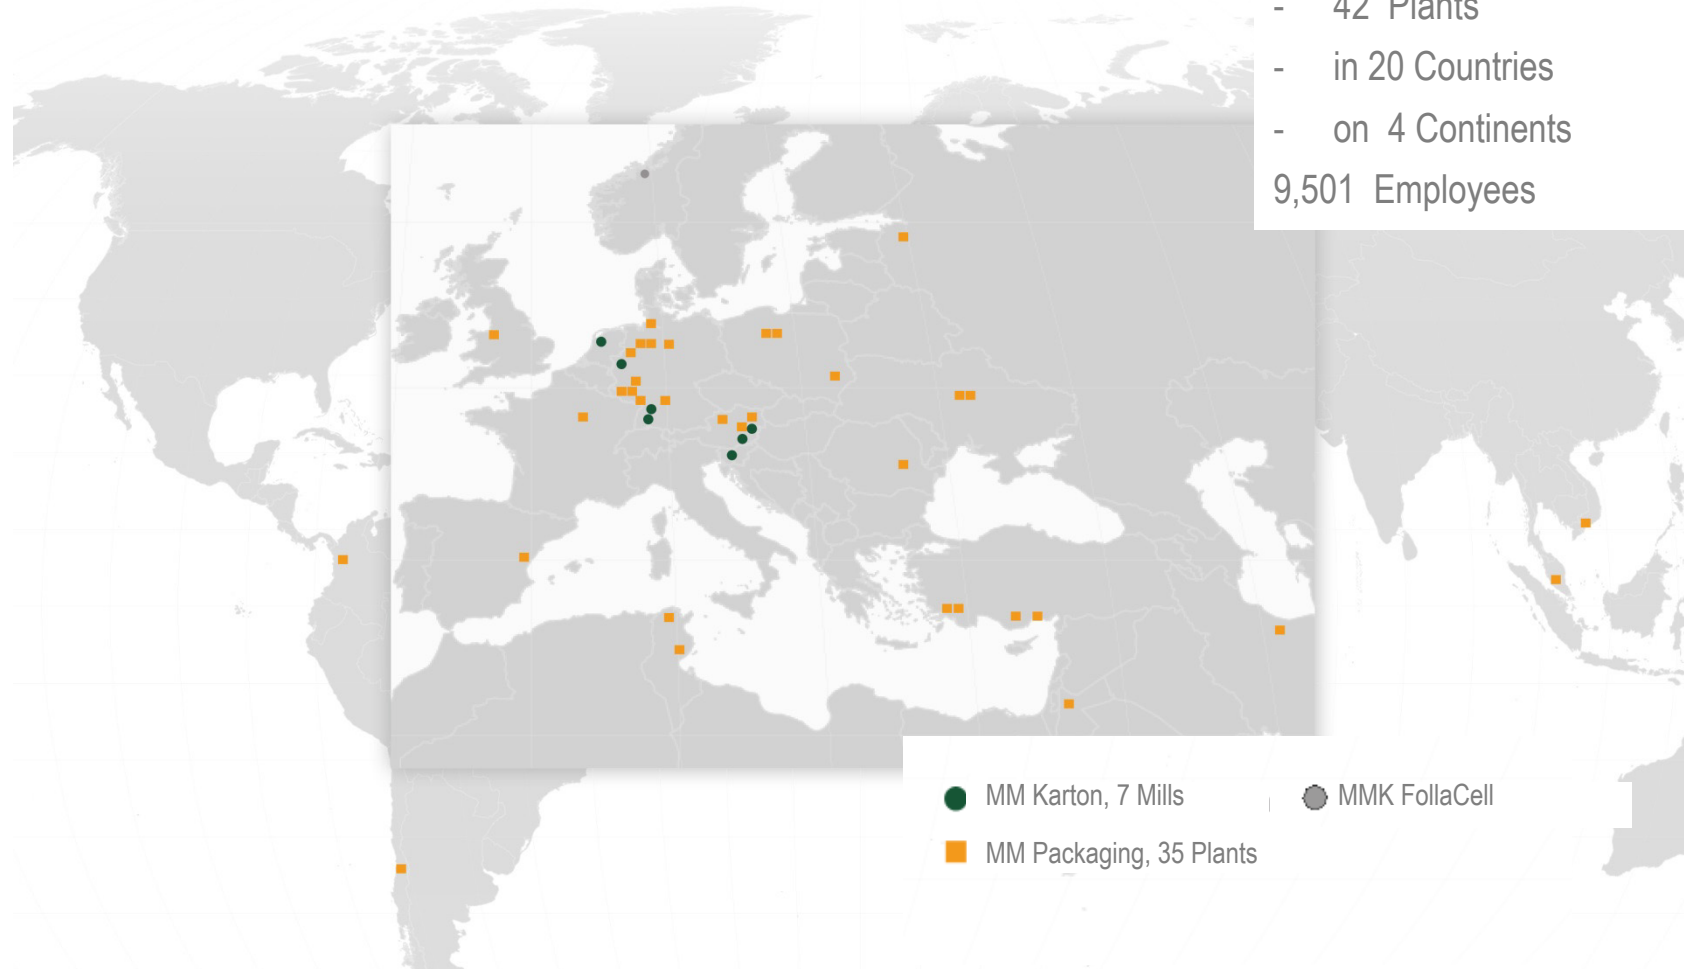 - 42 Plants
- in 20 Countries
- on 4 Continents
9,501 Employees
MM Karton, 7 Mills
MMK FollaCell
MM Packaging, 35 Plants